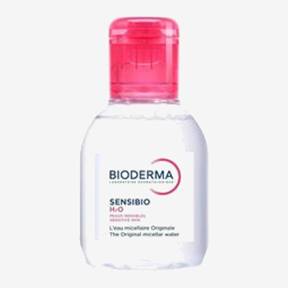 BIODERMA
LABORATOIRE DERMATOLOGIQUE
SENSIBIO
H₂O
PEAUX SENSIBLES
SENSITIVE SKIN
L'eau micellaire Originale
The Original micellar water